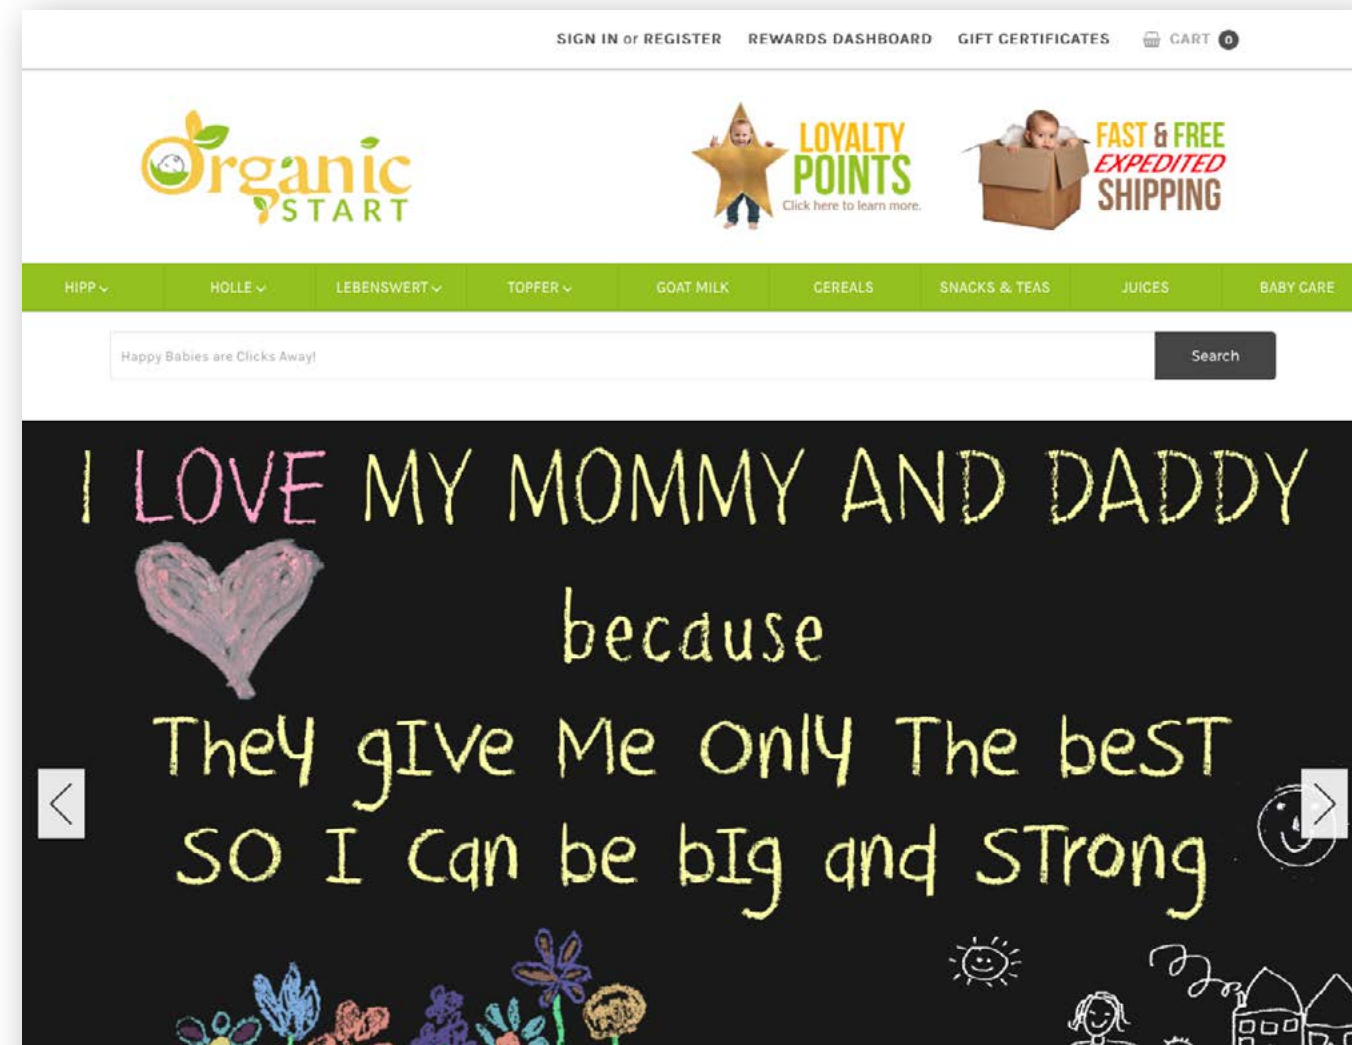 SIGN IN or REGISTER REWARDS DASHBOARD GIFT CERTIFICATES CART 0
Organic
START
LOYALTY
POINTS
Click here to learn more.
FAST & FREE
EXPEDITED
SHIPPING
HIPP HOLLE LEBENSWERT TOPFER GOAT MILK CEREALS SNACKS & TEAS JUICES BABY CARE
Happy Babies are Clicks Away!
Search
I LOVE MY MOMMY AND DADDY
because
They gIVe Me Only The beST
SO I Can be bIg and STrong